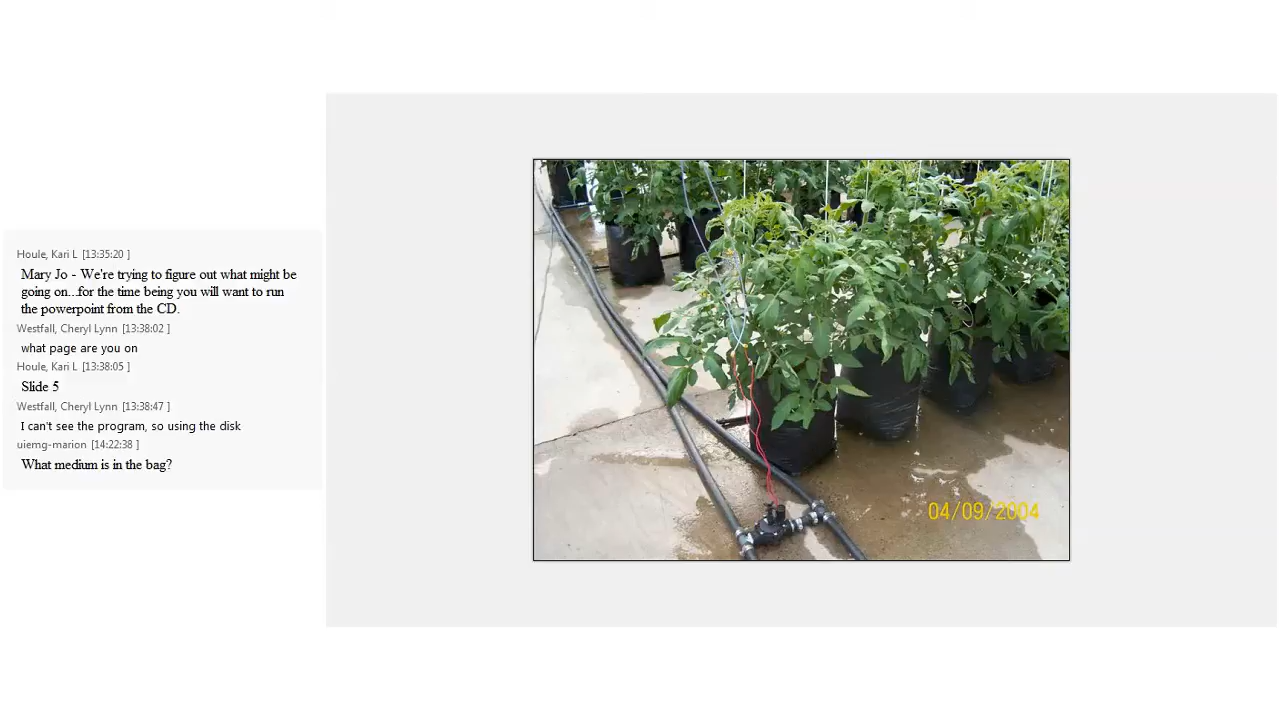 Houle, Kari L [13:35:20 ]
Mary Jo - We're trying to figure out what might be
going on...for the time being you will want to run
the powerpoint from the CD.
Westfall, Cheryl Lynn [13:38:02 ]
what page are you on
Houle, Kari L [13:38:05 ]
Slide 5
Westfall, Cheryl Lynn [13:38:47 ]
I can't see the program, so using the disk
uiemg-marion [14:22:38 ]
What medium is in the bag?
04/09/2004